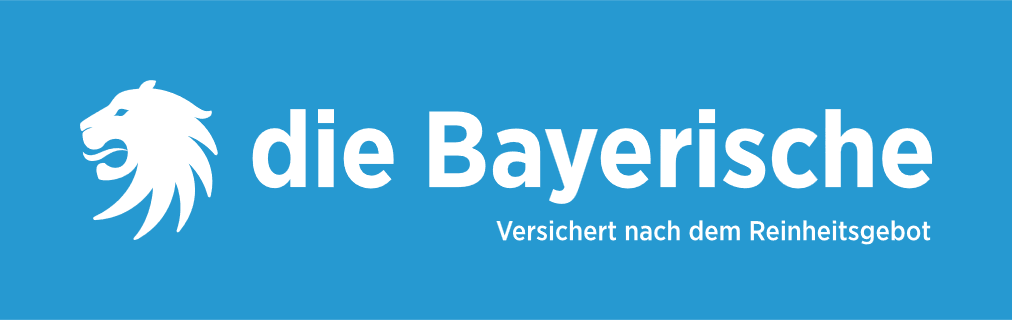 die Bayerische
Versichert nach dem Reinheitsgebot